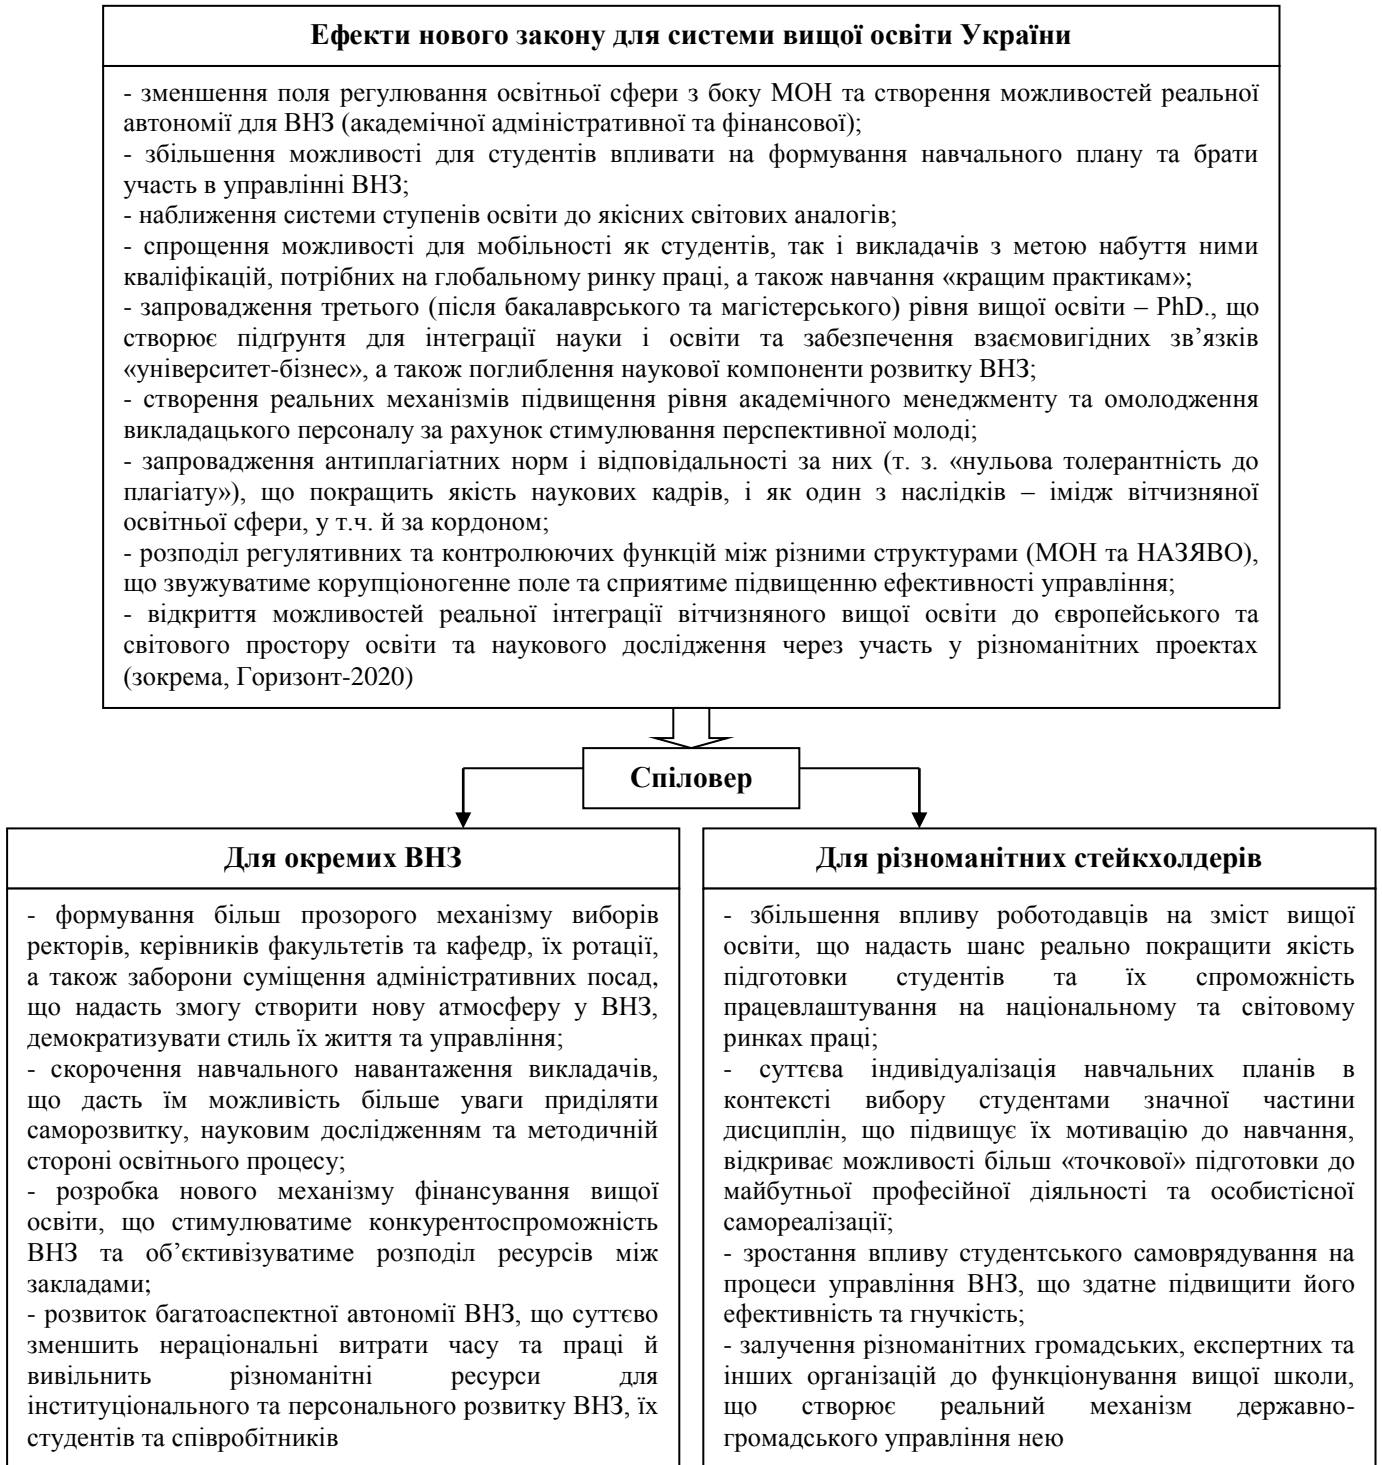 Ефекти нового закону для системи вищої освіти України
- зменшення поля регулювання освітньої сфери з боку МОН та створення можливостей реальної
автономії для ВНЗ (академічної адміністративної та фінансової);
- збільшення можливості для студентів впливати на формування навчального плану та брати
участь в управлінні ВНЗ;
- наближення системи ступенів освіти до якісних світових аналогів;
- спрощення можливості для мобільності як студентів, так і викладачів з метою набуття ними
кваліфікацій, потрібних на глобальному ринку праці, а також навчання «кращим практикам»;
- запровадження третього (після бакалаврського та магістерського) рівня вищої освіти – PhD., що
створює підґрунтя для інтеграції науки і освіти та забезпечення взаємовигідних зв’язків
«університет-бізнес», а також поглиблення наукової компоненти розвитку ВНЗ;
- створення реальних механізмів підвищення рівня академічного менеджменту та омолодження
викладацького персоналу за рахунок стимулювання перспективної молоді;
- запровадження антиплагіатних норм і відповідальності за них (т. з. «нульова толерантність до
плагіату»), що покращить якість наукових кадрів, і як один з наслідків – імідж вітчизняної
освітньої сфери, у т.ч. й за кордоном;
- розподіл регулятивних та контролюючих функцій між різними структурами (МОН та НАЗЯВО),
що звужуватиме корупціоногенне поле та сприятиме підвищенню ефективності управління;
- відкриття можливостей реальної інтеграції вітчизняного вищої освіти до європейського та
світового простору освіти та наукового дослідження через участь у різноманітних проектах
(зокрема, Горизонт-2020)
Спіловер
Для окремих ВНЗ
- формування більш прозорого механізму виборів
ректорів, керівників факультетів та кафедр, їх ротації,
а також заборони суміщення адміністративних посад,
що надасть змогу створити нову атмосферу у ВНЗ,
демократизувати стиль їх життя та управління;
- скорочення навчального навантаження викладачів,
що дасть їм можливість більше уваги приділяти
саморозвитку, науковим дослідженням та методичній
стороні освітнього процесу;
- розробка нового механізму фінансування вищої
освіти, що стимулюватиме конкурентоспроможність
ВНЗ та об’єктивізуватиме розподіл ресурсів між
закладами;
- розвиток багатоаспектної автономії ВНЗ, що суттєво
зменшить нераціональні витрати часу та праці й
вивільнить різноманітні ресурси для
інституціонального та персонального розвитку ВНЗ, їх
студентів та співробітників
Для різноманітних стейкхолдерів
- збільшення впливу роботодавців на зміст вищої
освіти, що надасть шанс реально покращити якість
підготовки студентів та їх спроможність
працевлаштування на національному та світовому
ринках праці;
- суттєва індивідуалізація навчальних планів в
контексті вибору студентами значної частини
дисциплін, що підвищує їх мотивацію до навчання,
відкриває можливості більш «точкової» підготовки до
майбутньої професійної діяльності та особистісної
самореалізації;
- зростання впливу студентського самоврядування на
процеси управління ВНЗ, що здатне підвищити його
ефективність та гнучкість;
- залучення різноманітних громадських, експертних та
інших організацій до функціонування вищої школи,
що створює реальний механізм державно-
громадського управління нею